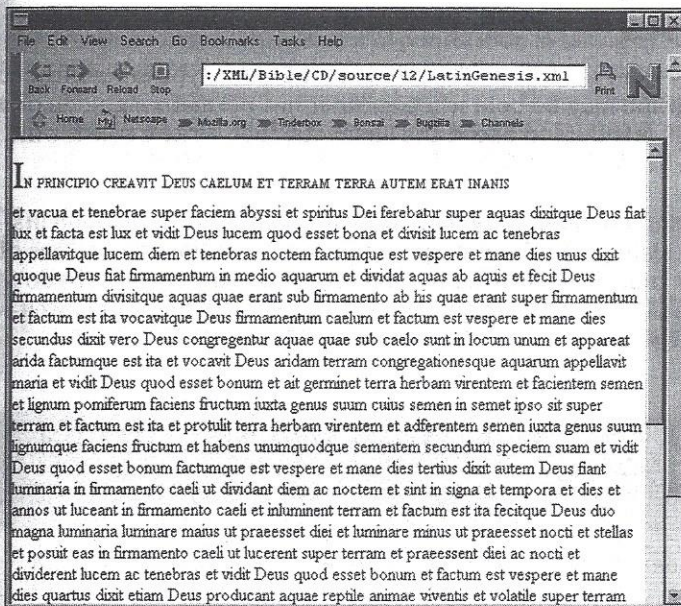 File Edit View Search Go Bookmarks Tasks Help
Back Forward Reload Stop :/XML/Bible/CD/source/12/LatinGenesis.xml Print N
Home My Netscape Mozilla.org Tinderbox Bonsai Bugzilla Channels
In principio creavit Deus caelum et terram terra autem erat inanis
et vacua et tenebrae super faciem abyssi et spiritus Dei ferebatur super aquas dixitque Deus fiat
lux et facta est lux et vidit Deus lucem quod esset bona et divisit lucem ac tenebras
appellavitque lucem diem et tenebras noctem factumque est vespere et mane dies unus dixit
quoque Deus fiat firmamentum in medio aquarum et dividat aquas ab aquis et fecit Deus
firmamentum divisitque aquas quae erant sub firmamento ab his quae erant super firmamentum
et factum est ita vocavitque Deus firmamentum caelum et factum est vespere et mane dies
secundus dixit vero Deus congregentur aquae quae sub caelo sunt in locum unum et appareat
arida factumque est ita et vocavit Deus aridam terram congregationesque aquarum appellavit
maria et vidit Deus quod esset bonum et ait germinet terra herbam virentem et facientem semen
et lignum pomiferum faciens fructum iuxta genus suum cuius semen in semet ipso sit super
terram et factum est ita et protulit terra herbam virentem et adferentem semen iuxta genus suum
lignumque faciens fructum et habens unumquodque sementem secundum speciem suam et vidit
Deus quod esset bonum factumque est vespere et mane dies tertius dixit autem Deus fiant
luminaria in firmamento caeli ut dividant diem ac noctem et sint in signa et tempora et dies et
annos ut luceant in firmamento caeli et inluminent terram et factum est ita fecitque Deus duo
magna luminaria luminare maius ut praeesset diei et luminare minus ut praeesset nocti et stellas
et posuit eas in firmamento caeli ut lucerent super terram et praeessent diei ac nocti et
dividerent lucem ac tenebras et vidit Deus quod esset bonum et factum est vespere et mane
dies quartus dixit etiam Deus producant aquae reptile animae viventis et volatile super terram